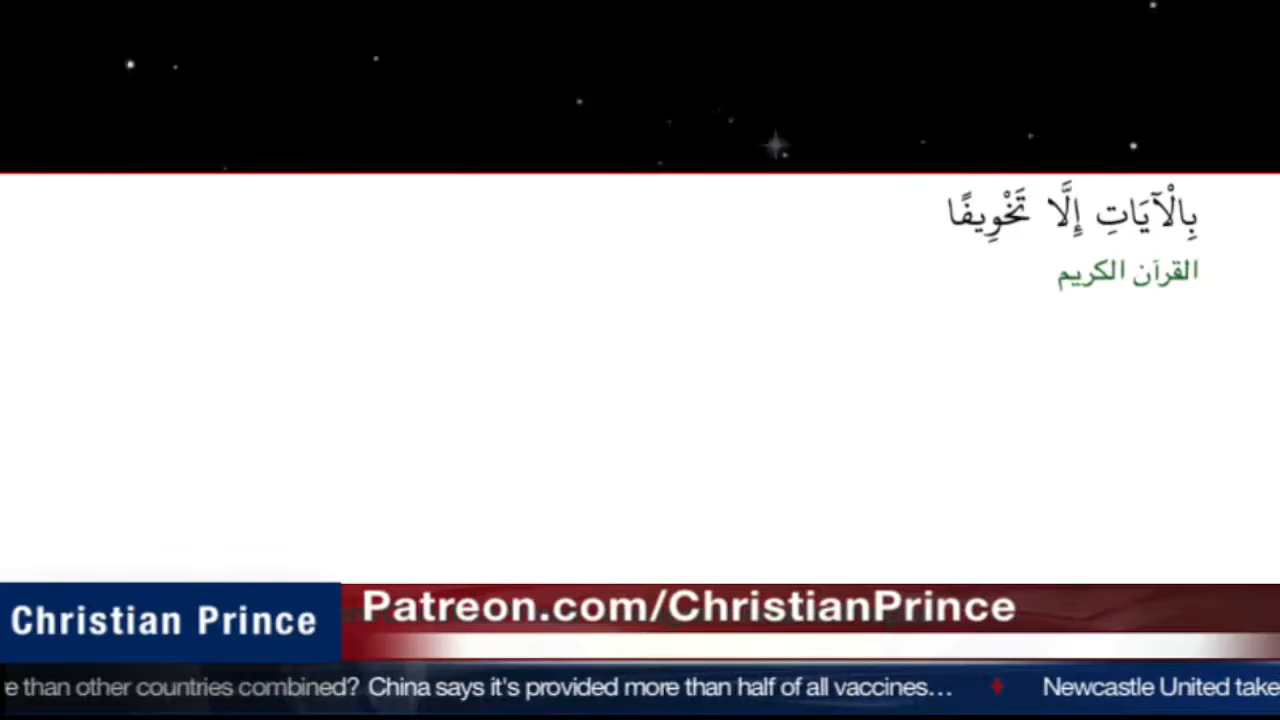 بِالْآيَاتِ إِلَّا تَخْوِيفًا
القرآن الكريم
Christian Prince
Patreon.com/ChristianPrince
e than other countries combined? China says it's provided more than half of all vaccines... Newcastle United take